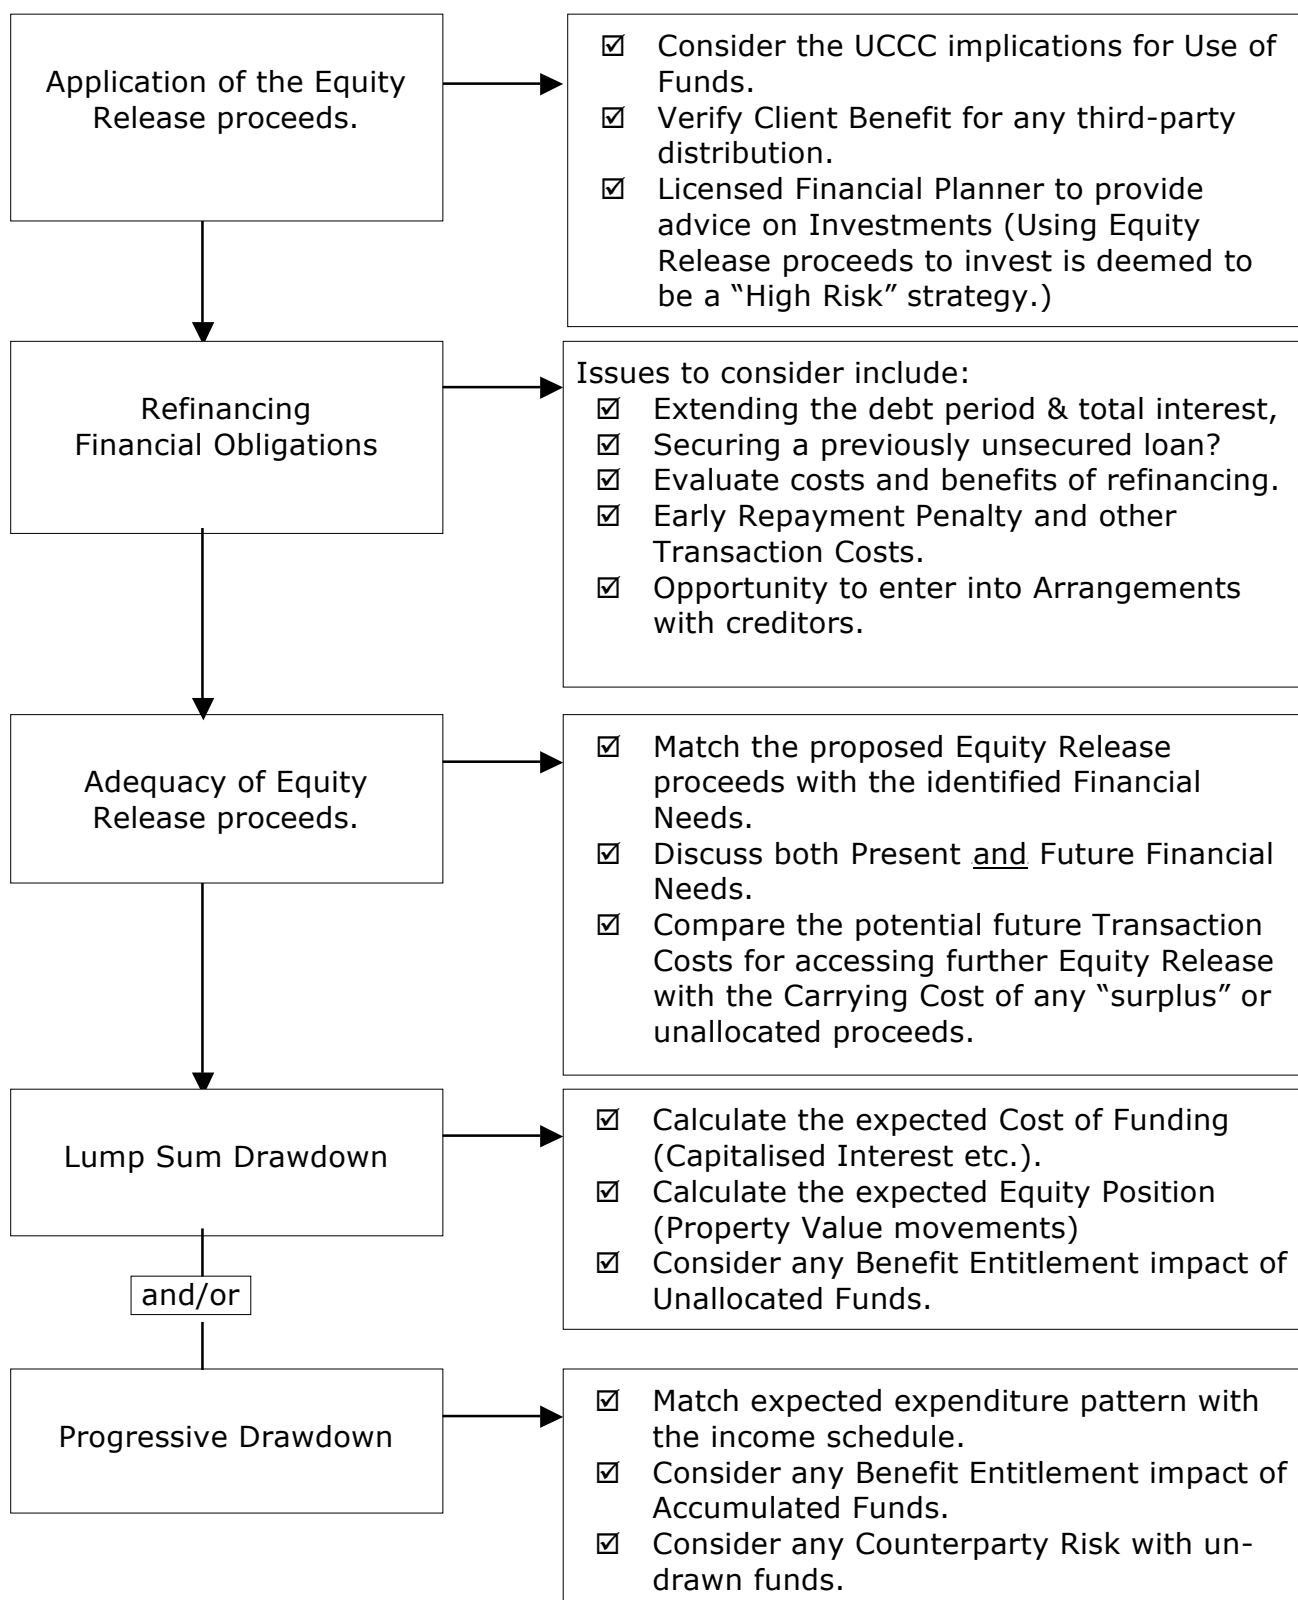 Application of the Equity
Release proceeds.
☑ Consider the UCCC implications for Use of
Funds.
☑ Verify Client Benefit for any third-party
distribution.
☑ Licensed Financial Planner to provide
advice on Investments (Using Equity
Release proceeds to invest is deemed to
be a “High Risk” strategy.)
Refinancing
Financial Obligations
Issues to consider include:
☑ Extending the debt period & total interest,
☑ Securing a previously unsecured loan?
☑ Evaluate costs and benefits of refinancing.
☑ Early Repayment Penalty and other
Transaction Costs.
☑ Opportunity to enter into Arrangements
with creditors.
Adequacy of Equity
Release proceeds.
☑ Match the proposed Equity Release
proceeds with the identified Financial
Needs.
☑ Discuss both Present and Future Financial
Needs.
☑ Compare the potential future Transaction
Costs for accessing further Equity Release
with the Carrying Cost of any “surplus” or
unallocated proceeds.
Lump Sum Drawdown
☑ Calculate the expected Cost of Funding
(Capitalised Interest etc.).
☑ Calculate the expected Equity Position
(Property Value movements)
☑ Consider any Benefit Entitlement impact of
Unallocated Funds.
and/or
Progressive Drawdown
☑ Match expected expenditure pattern with
the income schedule.
☑ Consider any Benefit Entitlement impact of
Accumulated Funds.
☑ Consider any Counterparty Risk with un-
drawn funds.